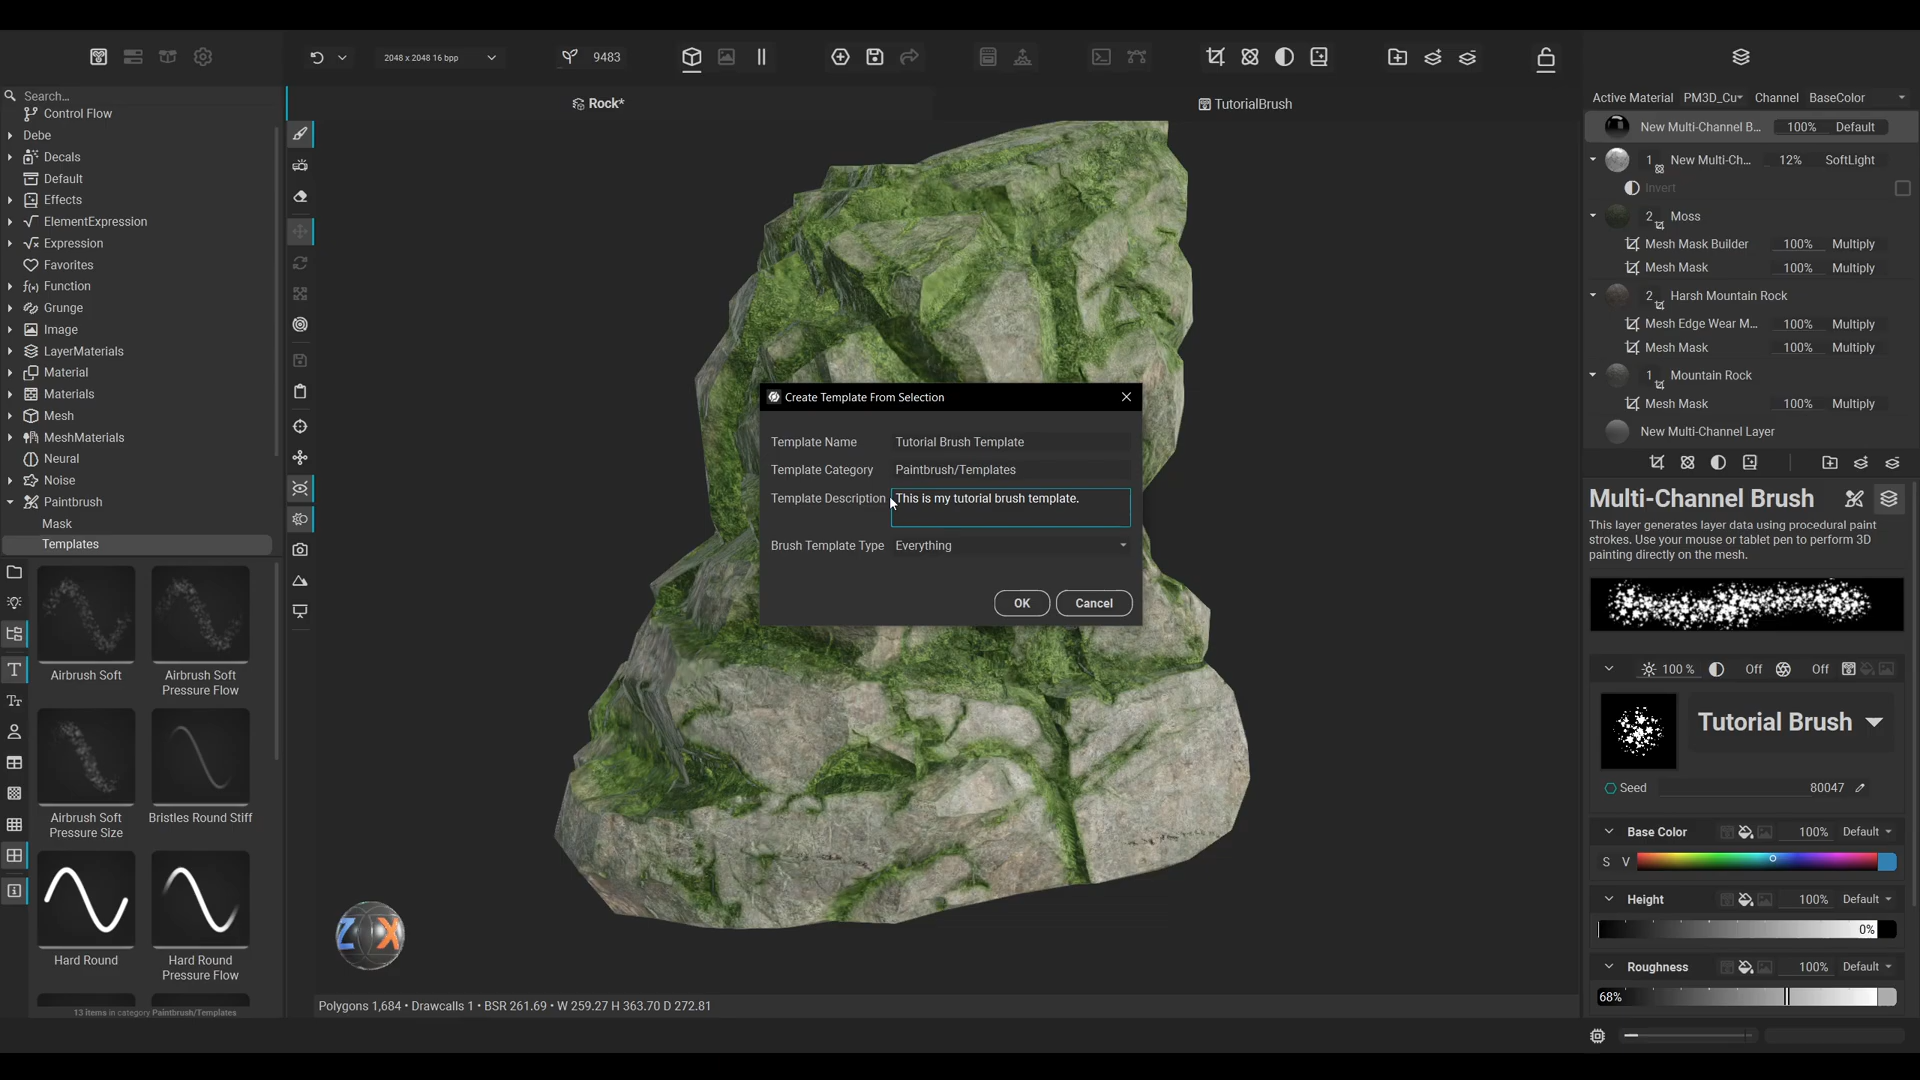 2048 x 2048 16 bpp
9483
Search...
Control Flow
Debe
Decals
Default
Effects
ElementExpression
Expression
Favorites
Function
Grunge
Image
LayerMaterials
Material
Materials
Mesh
MeshMaterials
Neural
Noise
Paintbrush
Mask
Templates
Airbrush Soft
Airbrush Soft
Pressure Flow
Airbrush Soft
Pressure Size
Bristles Round Stiff
Hard Round
Hard Round
Pressure Flow
13 items in category Paintbrush/Templates
Rock*
TutorialBrush
Create Template From Selection
Template Name Tutorial Brush Template
Template Category Paintbrush/Templates
Template Description This is my tutorial brush template.
Brush Template Type Everything
OK Cancel
Z X
Polygons 1,684 • Drawcalls 1 • BSR 261.69 • W 259.27 H 363.70 D 272.81
Active Material PM3D_Cu Channel BaseColor
New Multi-Channel B... 100% Default
1 New Multi-Ch... 12% SoftLight
Invert
2 Moss
Mesh Mask Builder 100% Multiply
Mesh Mask 100% Multiply
2 Harsh Mountain Rock
Mesh Edge Wear M... 100% Multiply
Mesh Mask 100% Multiply
1 Mountain Rock
Mesh Mask 100% Multiply
New Multi-Channel Layer
Multi-Channel Brush
This layer generates layer data using procedural paint
strokes. Use your mouse or tablet pen to perform 3D
painting directly on the mesh.
100 % Off Off
Tutorial Brush
Seed 80047
Base Color 100% Default
S V
Height 100% Default
0%
Roughness 100% Default
68%